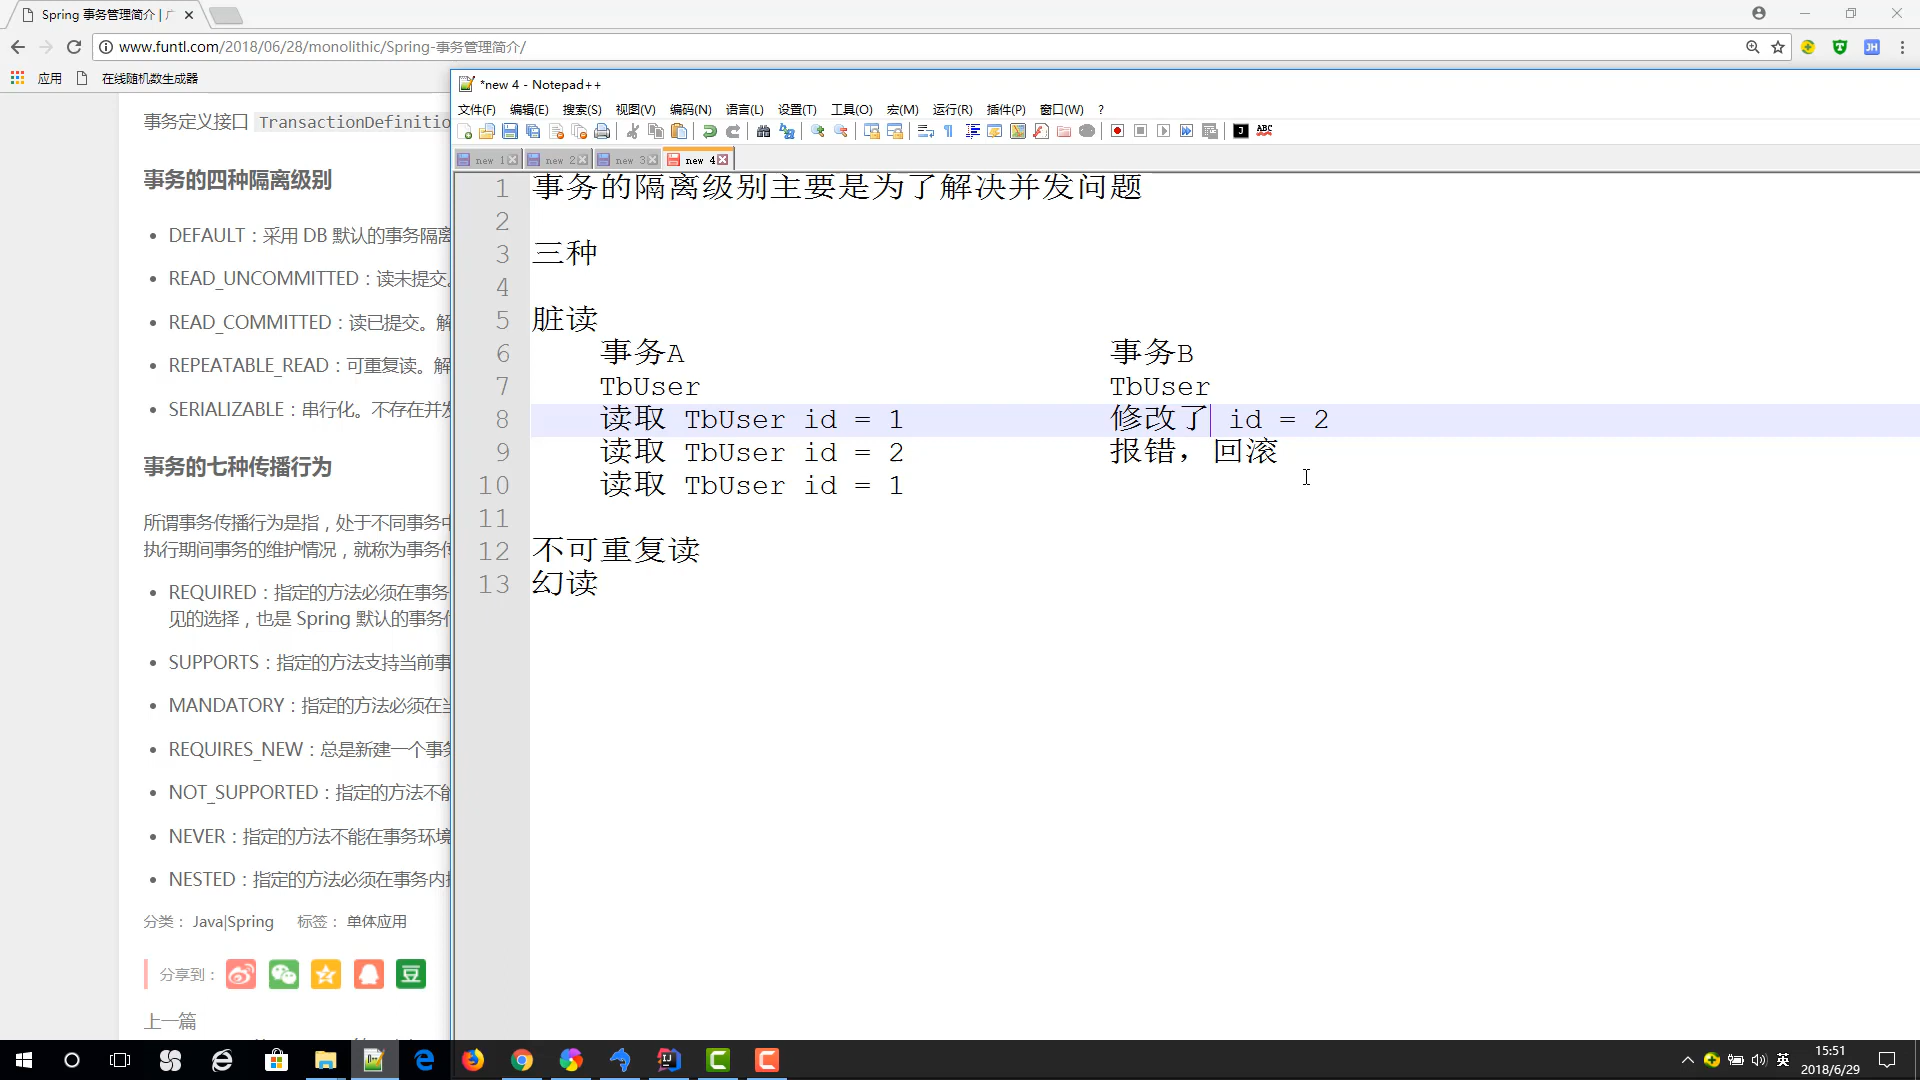 Spring 事务管理简介 | 广
www.funtl.com/2018/06/28/monolithic/Spring-事务管理简介/
应用 在线随机数生成器
事务定义接口 TransactionDefinitio
事务的四种隔离级别
DEFAULT：采用 DB 默认的事务隔离
READ_UNCOMMITTED：读未提交。
READ_COMMITTED：读已提交。解
REPEATABLE_READ：可重复读。解
SERIALIZABLE：串行化。不存在并发
事务的七种传播行为
所谓事务传播行为是指，处于不同事务中
执行期间事务的维护情况，就称为事务传
REQUIRED：指定的方法必须在事务
见的选择，也是 Spring 默认的事务传
SUPPORTS：指定的方法支持当前事
MANDATORY：指定的方法必须在当
REQUIRES_NEW：总是新建一个事务
NOT_SUPPORTED：指定的方法不能
NEVER：指定的方法不能在事务环境
NESTED：指定的方法必须在事务内执
分类： Java|Spring 标签： 单体应用
分享到：
豆
上一篇
*new 4 - Notepad++
文件(F) 编辑(E) 搜索(S) 视图(V) 编码(N) 语言(L) 设置(T) 工具(O) 宏(M) 运行(R) 插件(P) 窗口(W) ?
new 1 new 2 new 3 new 4
1 事务的隔离级别主要是为了解决并发问题
2
3 三种
4
5 脏读
6 事务A 事务B
7 TbUser TbUser
8 读取 TbUser id = 1 修改了 id = 2
9 读取 TbUser id = 2 报错，回滚
10 读取 TbUser id = 1
11
12 不可重复读
13 幻读
英
15:51
2018/6/29